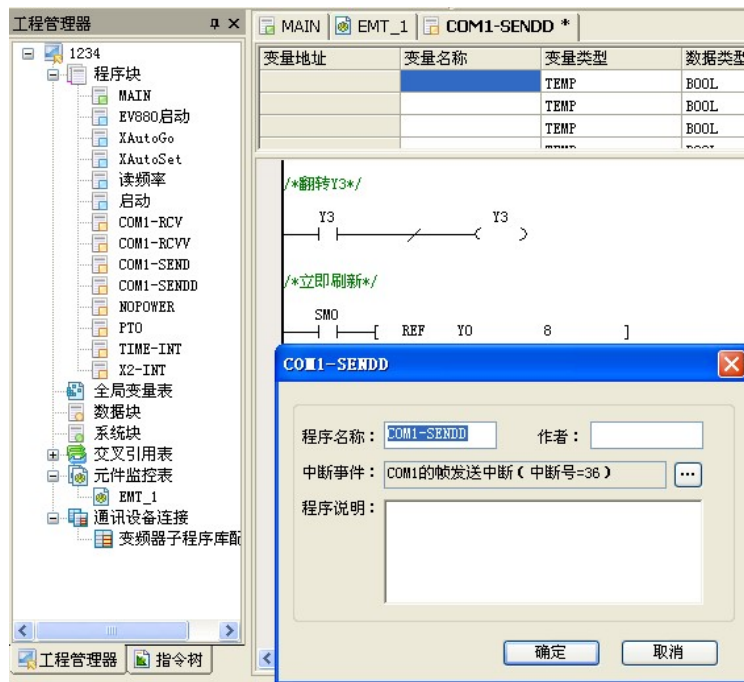 工程管理器
1234
程序块
MAIN
EV880启动
XAutoGo
XAutoSet
读频率
启动
COM1-RCV
COM1-RCVV
COM1-SEND
COM1-SENDD
NOPOWER
PTO
TIME-INT
X2-INT
全局变量表
数据块
系统块
交叉引用表
元件监控表
EMT_1
通讯设备连接
变频器子程序库配
工程管理器 指令树
MAIN EMT_1 COM1-SENDD *
变量地址 变量名称 变量类型 数据类型
TEMP BOOL
TEMP BOOL
TEMP BOOL
/*翻转Y3*/
Y3 Y3
/*立即刷新*/
SM0
[ REF Y0 8 ]
COM1-SENDD
程序名称： COM1-SENDD 作者：
中断事件： COM1的帧发送中断(中断号=36) ...
程序说明：
确定 取消